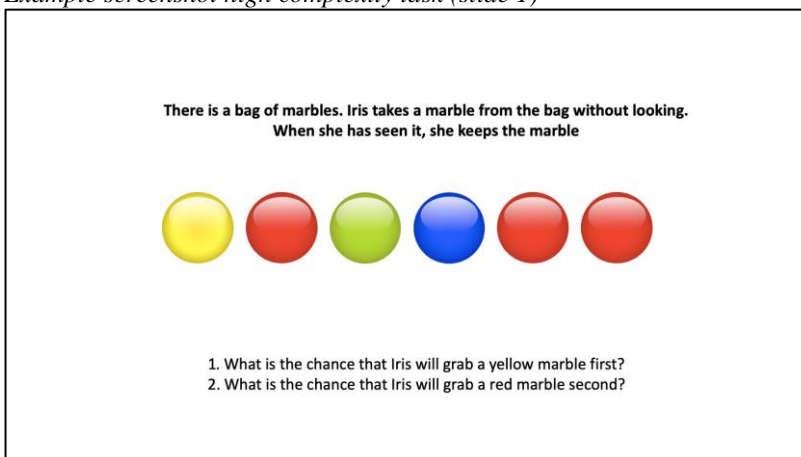 Example screenshot high complexity task (slide 1)
There is a bag of marbles. Iris takes a marble from the bag without looking.
When she has seen it, she keeps the marble
1. What is the chance that Iris will grab a yellow marble first?
2. What is the chance that Iris will grab a red marble second?